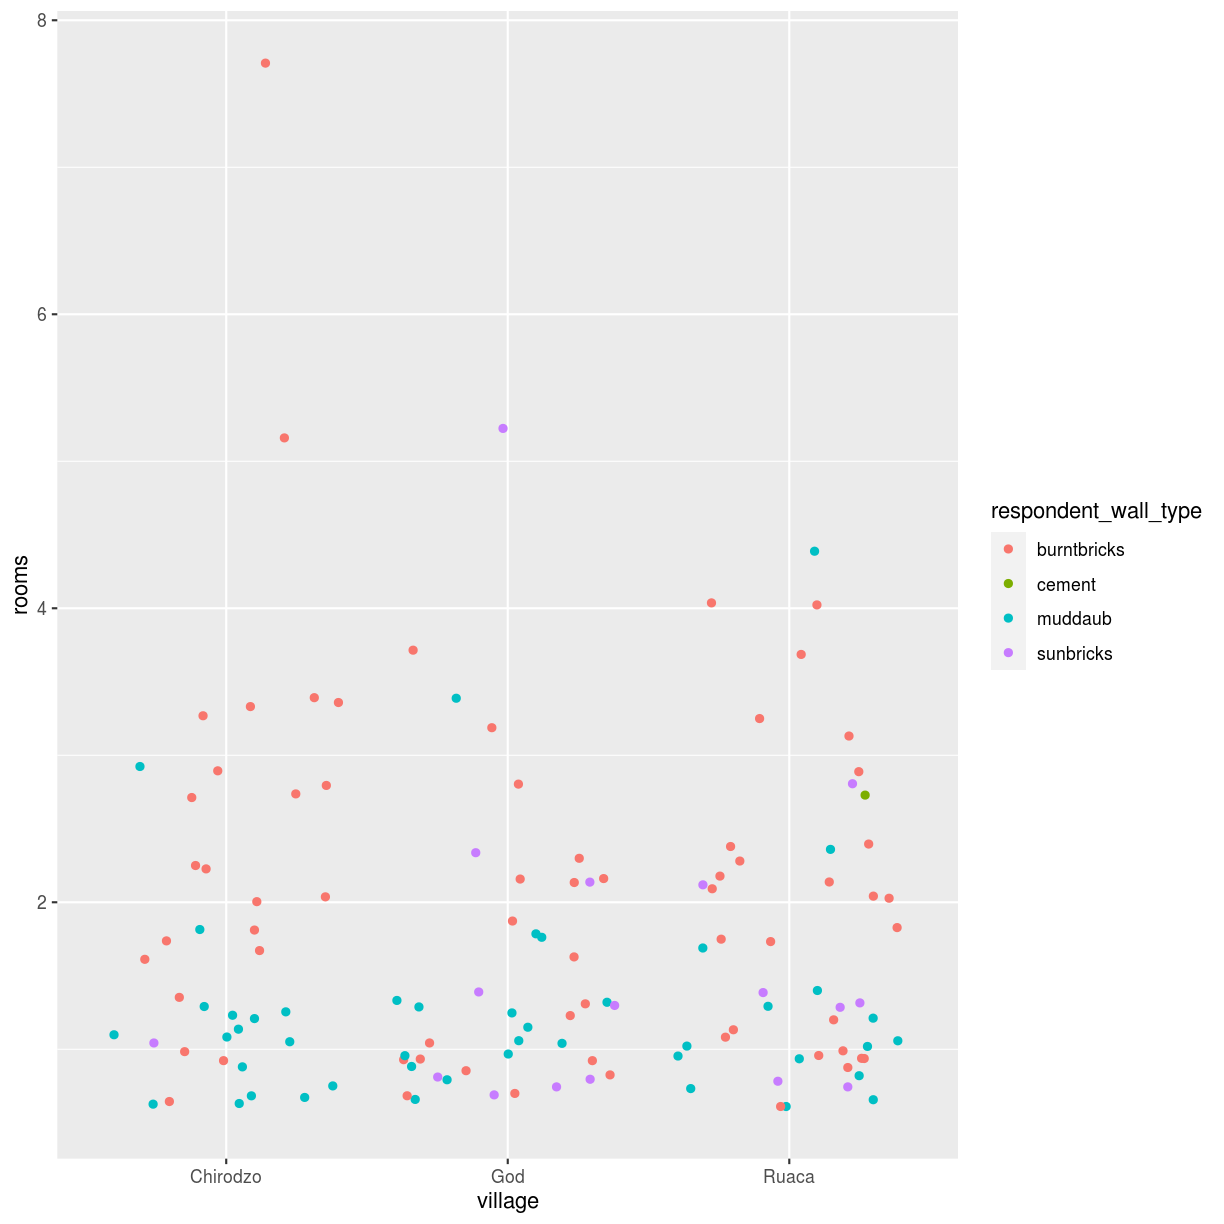 8
6
4
2
rooms
Chirodzo
God
Ruaca
village
respondent_wall_type
burntbricks
cement
muddaub
sunbricks